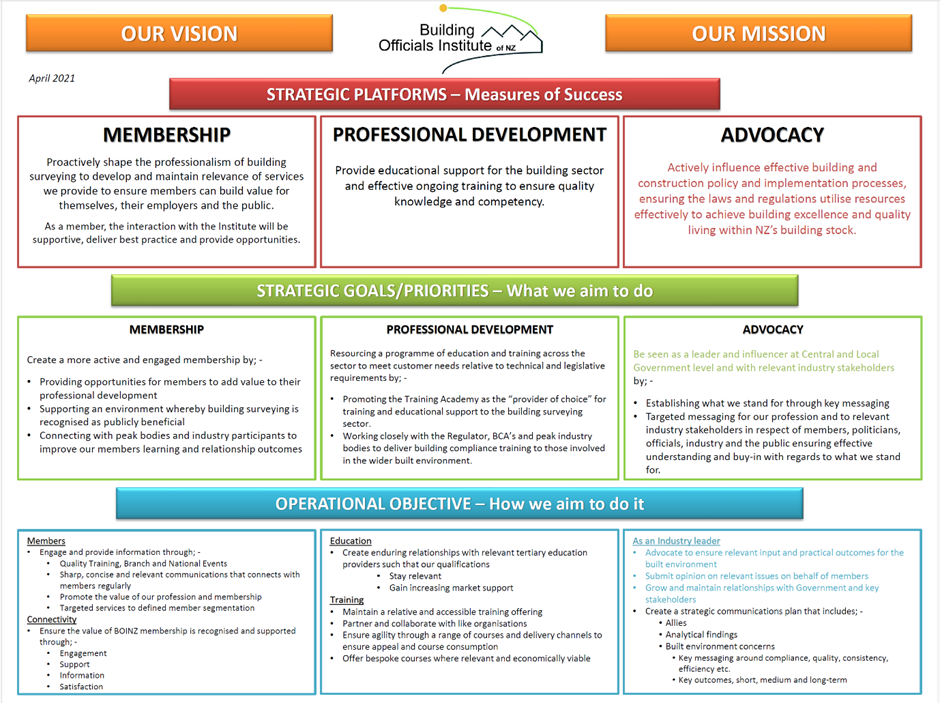 OUR VISION
Building
Officials Institute of NZ
OUR MISSION
April 2021
STRATEGIC PLATFORMS – Measures of Success
MEMBERSHIP
Proactively shape the professionalism of building
surveying to develop and maintain relevance of services
we provide to ensure members can build value for
themselves, their employers and the public.
As a member, the interaction with the Institute will be
supportive, deliver best practice and provide opportunities.
PROFESSIONAL DEVELOPMENT
Provide educational support for the building sector
and effective ongoing training to ensure quality
knowledge and competency.
ADVOCACY
Actively influence effective building and
construction policy and implementation processes,
ensuring the laws and regulations utilise resources
effectively to achieve building excellence and quality
living within NZ's building stock.
STRATEGIC GOALS/PRIORITIES – What we aim to do
MEMBERSHIP
Create a more active and engaged membership by; -
• Providing opportunities for members to add value to their
professional development
• Supporting an environment whereby building surveying is
recognised as publicly beneficial
• Connecting with peak bodies and industry participants to
improve our members learning and relationship outcomes
PROFESSIONAL DEVELOPMENT
Resourcing a programme of education and training across the
sector to meet customer needs relative to technical and legislative
requirements by; -
• Promoting the Training Academy as the "provider of choice" for
training and educational support to the building surveying
sector.
• Working closely with the Regulator, BCA's and peak industry
bodies to deliver building compliance training to those involved
in the wider built environment.
ADVOCACY
Be seen as a leader and influencer at Central and Local
Government level and with relevant industry stakeholders
by; -
• Establishing what we stand for through key messaging
• Targeted messaging for our profession and to relevant
industry stakeholders in respect of members, politicians,
officials, industry and the public ensuring effective
understanding and buy-in with regards to what we stand
for.
OPERATIONAL OBJECTIVE – How we aim to do it
Members
• Engage and provide information through; -
• Quality Training, Branch and National Events
• Sharp, concise and relevant communications that connects with
members regularly
• Promote the value of our profession and membership
• Targeted services to defined member segmentation
Connectivity
• Ensure the value of BOINZ membership is recognised and supported
through; -
• Engagement
• Support
• Information
• Satisfaction
Education
• Create enduring relationships with relevant tertiary education
providers such that our qualifications
• Stay relevant
• Gain increasing market support
Training
• Maintain a relative and accessible training offering
• Partner and collaborate with like organisations
• Ensure agility through a range of courses and delivery channels to
ensure appeal and course consumption
• Offer bespoke courses where relevant and economically viable
As an Industry leader
• Advocate to ensure relevant input and practical outcomes for the
built environment
• Submit opinion on relevant issues on behalf of members
• Grow and maintain relationships with Government and key
stakeholders
• Create a strategic communications plan that includes; -
• Allies
• Analytical findings
• Built environment concerns
• Key messaging around compliance, quality, consistency,
efficiency etc.
• Key outcomes, short, medium and long-term